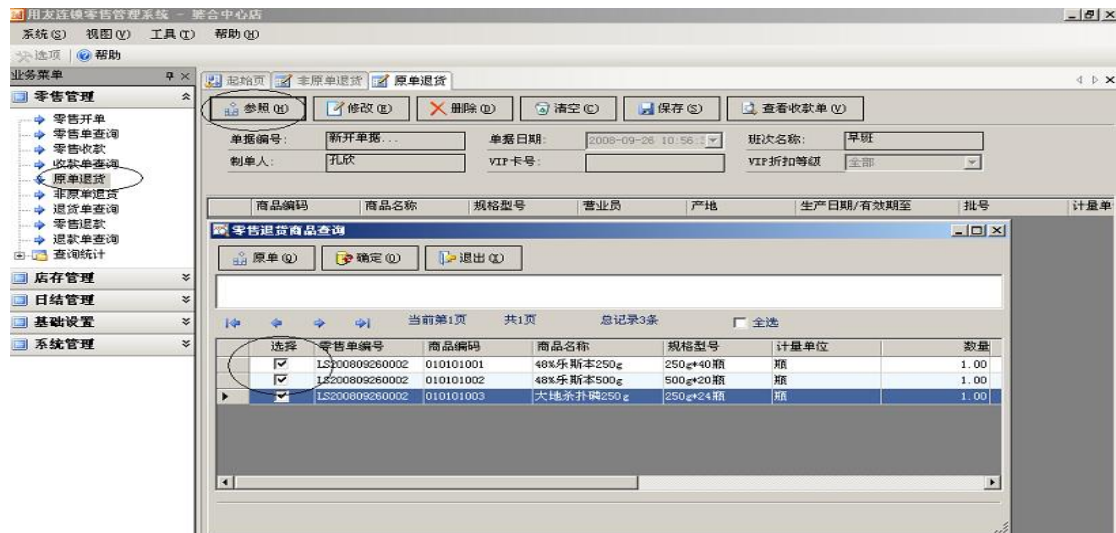 用友连锁零售管理系统 - 综合中心店
系统(S) 视图(V) 工具(T) 帮助(H)
选项 帮助
业务菜单
起始页 非原单退货 原单退货
零售管理
零售开单
零售单查询
零售收款
收款单查询
原单退货
非原单退货
退货单查询
零售退款
退款单查询
查询统计
店存管理
日结管理
基础设置
系统管理
参照(H) 修改(E) 删除(D) 清空(C) 保存(S) 查看收款单(V)
单据编号: 新开单据... 单据日期: 2008-09-26 10:56: 班次名称: 早班
制单人: 孔欣 VIP卡号: VIP折扣等级 全部
商品编码 商品名称 规格型号 营业员 产地 生产日期/有效期至 批号 计量单
零售退货商品查询
原单(Q) 确定(O) 退出(X)
当前第1页 共1页 总记录3条 全选
选择 零售单编号 商品编码 商品名称 规格型号 计量单位 数量
LS200809260002 010101001 48%乐斯本250g 250g*40瓶 瓶 1.00
LS200809260002 010101002 48%乐斯本500g 500g*20瓶 瓶 1.00
LS200809260002 010101003 大地杀扑磷250g 250g*24瓶 瓶 1.00